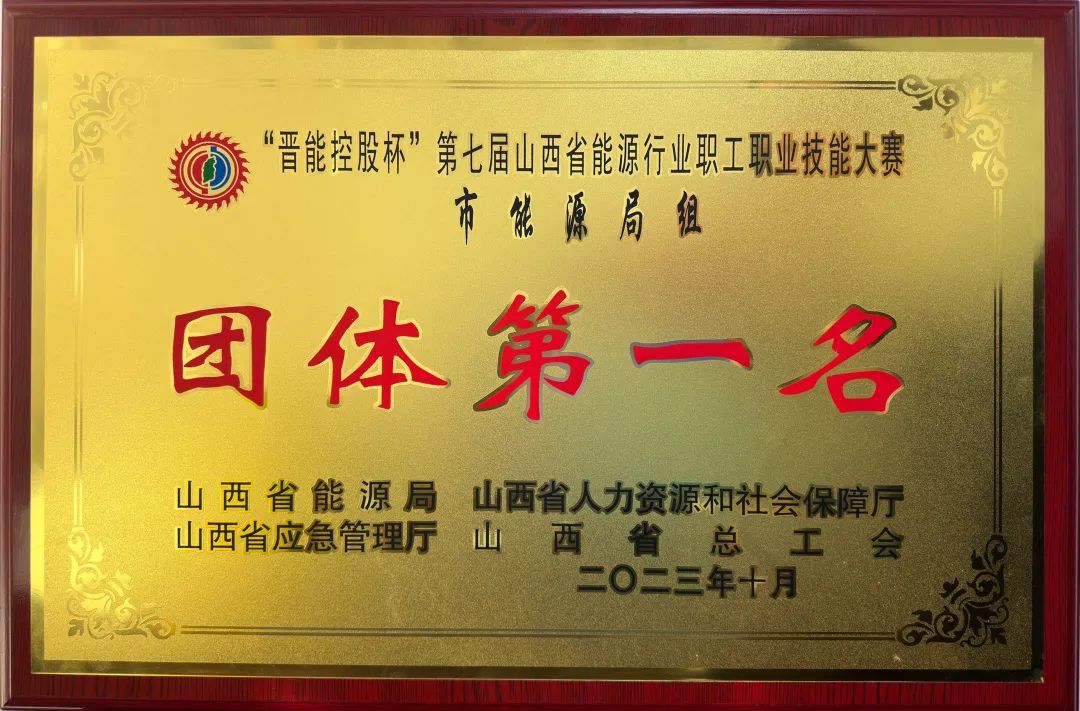 “晋能控股杯”第七届山西省能源行业职工职业技能大赛
市能源局组
团体第一名
山西省能源局 山西省人力资源和社会保障厅
山西省应急管理厅 山西省总工会
二〇二三年十月